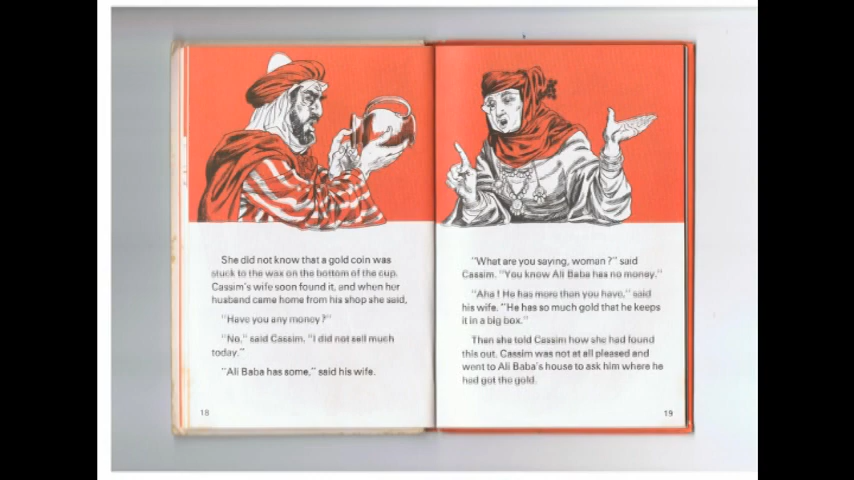 She did not know that a gold coin was
stuck to the wax on the bottom of the cup.
Cassim's wife soon found it, and when her
husband came home from his shop she said,
"Have you any money?"
"No," said Cassim. "I did not sell much
today."
"Ali Baba has some," said his wife.
18
"What are you saying, woman?" said
Cassim. "You know Ali Baba has no money."
"Aha! He has more than you have," said
his wife. "He has so much gold that he keeps
it in a big box."
Then she told Cassim how she had found
this out. Cassim was not at all pleased and
went to Ali Baba's house to ask him where he
had got the gold.
19